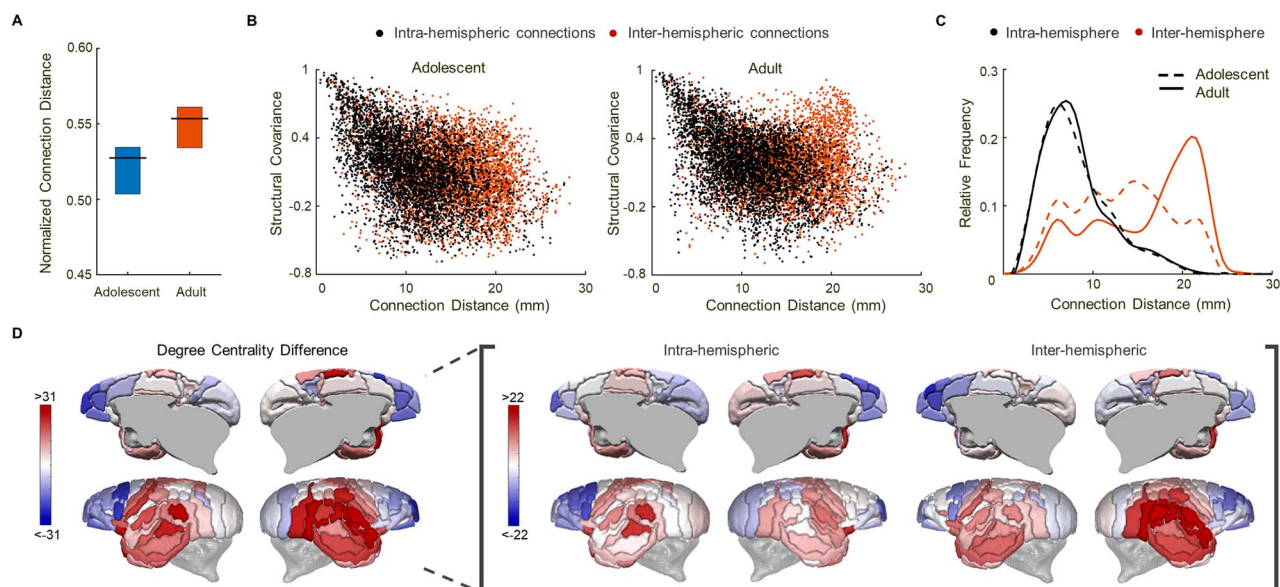 A
Normalized Connection Distance
0.60
0.55
0.50
0.45
Adolescent
Adult
B
Intra-hemispheric connections
Inter-hemispheric connections
Adolescent
Structural Covariance
1
0.4
-0.2
-0.8
0
10
20
30
Connection Distance (mm)
Adult
Structural Covariance
1
0.4
-0.2
-0.8
0
10
20
30
Connection Distance (mm)
C
Intra-hemisphere
Inter-hemisphere
Adolescent
Adult
Relative Frequency
0.3
0.2
0.1
0
10
20
30
Connection Distance (mm)
D
Degree Centrality Difference
>31
<-31
Intra-hemispheric
Inter-hemispheric
>22
<-22